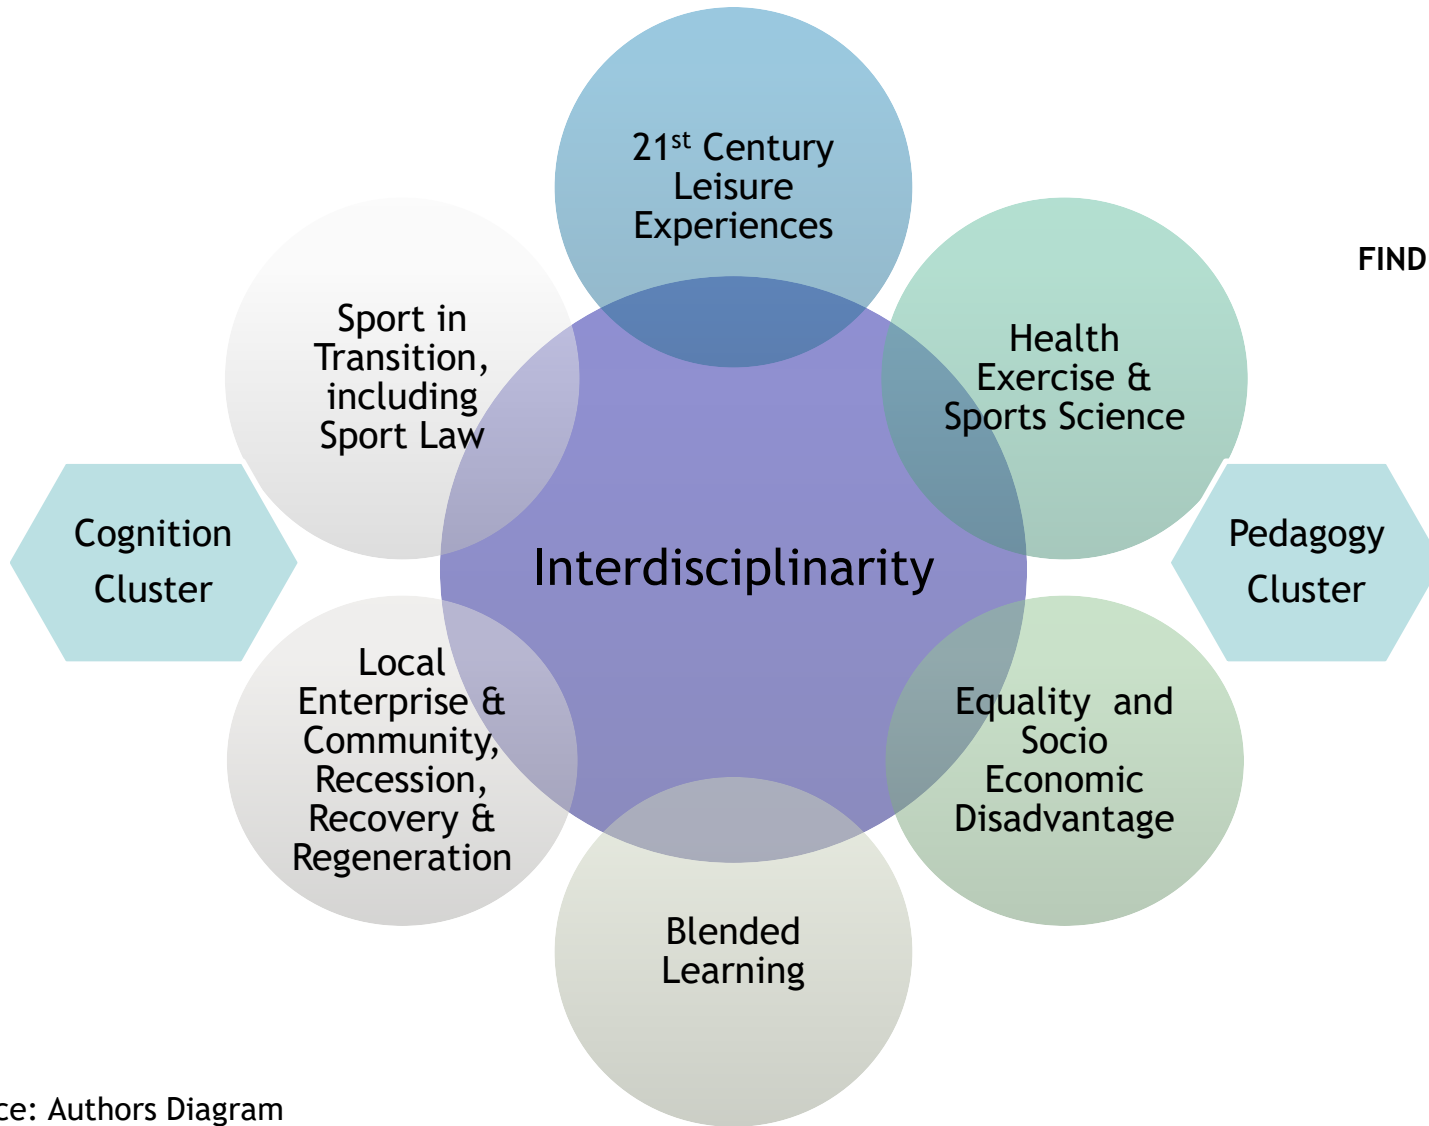 21st Century
Leisure
Experiences
FIND
Sport in
Transition,
including
Sport Law
Health
Exercise &
Sports Science
Cognition
Cluster
Interdisciplinarity
Pedagogy
Cluster
Local
Enterprise &
Community,
Recession,
Recovery &
Regeneration
Equality and
Socio
Economic
Disadvantage
Blended
Learning
ce: Authors Diagram